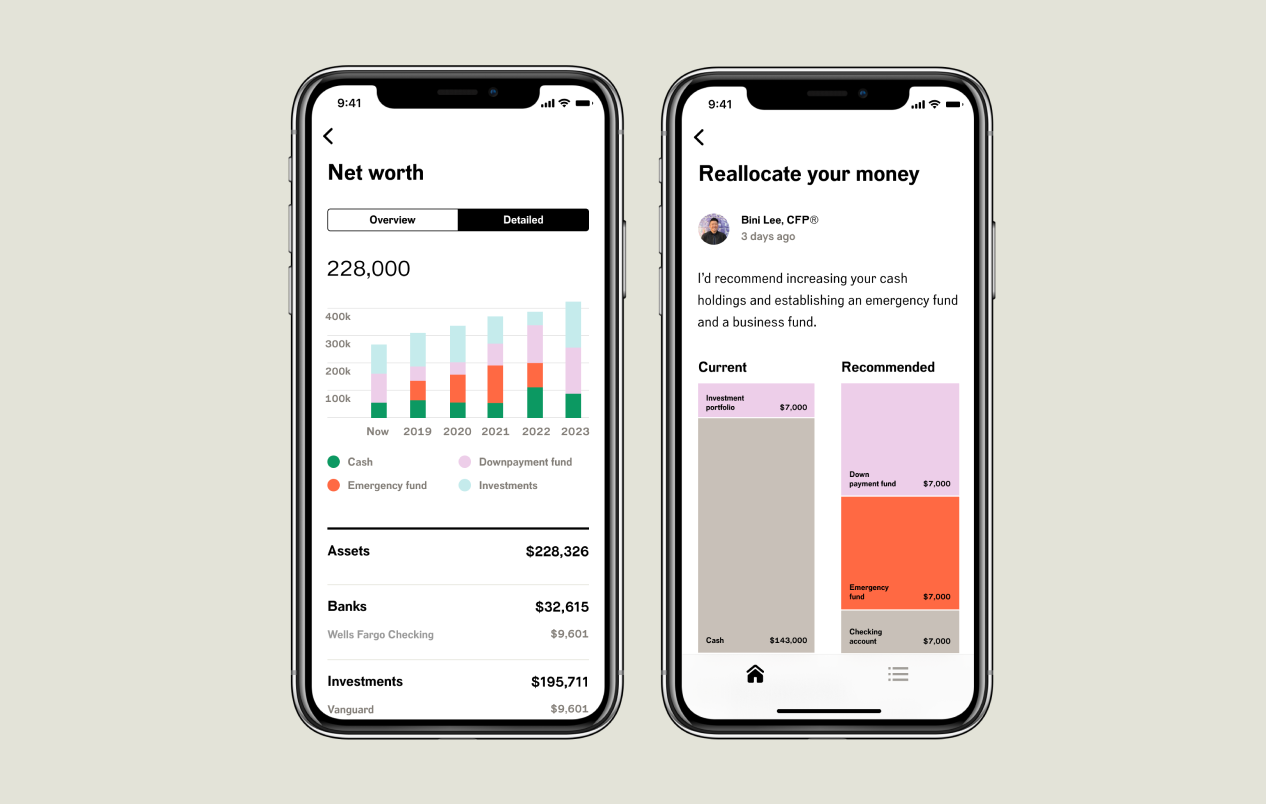 9:41
Net worth
Overview
Detailed
228,000
400k
300k
200k
100k
Now 2019 2020 2021 2022 2023
Cash
Downpayment fund
Emergency fund
Investments
Assets $228,326
Banks $32,615
Wells Fargo Checking $9,601
Investments $195,711
Vanguard $9,601
9:41
Reallocate your money
Bini Lee, CFP®
3 days ago
I’d recommend increasing your cash
holdings and establishing an emergency fund
and a business fund.
Current
Investment
portfolio $7,000
Cash $143,000
Recommended
Down
payment fund $7,000
Emergency
fund $7,000
Checking
account $7,000